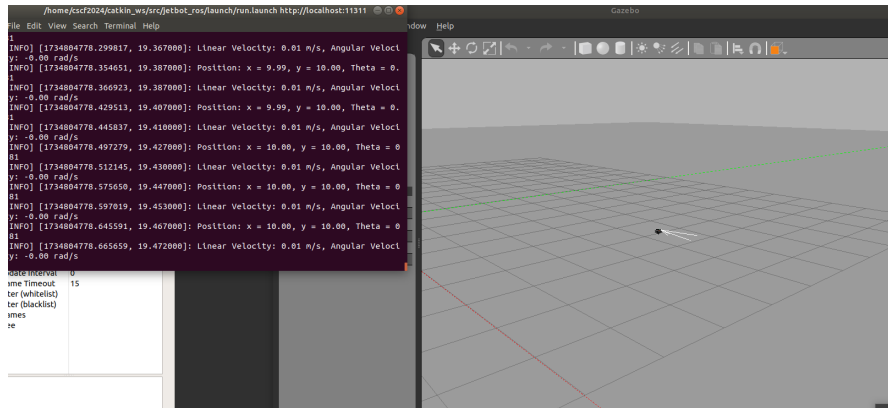 /home/cscf2024/catkin_ws/src/jetbot_ros/launch/run.launch http://localhost:11311
File Edit View Search Terminal Help
INFO] [1734804778.299817, 19.367000]: Linear Velocity: 0.01 m/s, Angular Veloci
y: -0.00 rad/s
INFO] [1734804778.354651, 19.387000]: Position: x = 9.99, y = 10.00, Theta = 0.
81
INFO] [1734804778.366923, 19.387000]: Linear Velocity: 0.01 m/s, Angular Veloci
y: -0.00 rad/s
INFO] [1734804778.429513, 19.407000]: Position: x = 9.99, y = 10.00, Theta = 0.
81
INFO] [1734804778.445837, 19.410000]: Linear Velocity: 0.01 m/s, Angular Veloci
y: -0.00 rad/s
INFO] [1734804778.497279, 19.427000]: Position: x = 10.00, y = 10.00, Theta = 0
81
INFO] [1734804778.512145, 19.430000]: Linear Velocity: 0.01 m/s, Angular Veloci
y: -0.00 rad/s
INFO] [1734804778.575650, 19.447000]: Position: x = 10.00, y = 10.00, Theta = 0
81
INFO] [1734804778.597019, 19.453000]: Linear Velocity: 0.01 m/s, Angular Veloci
y: -0.00 rad/s
INFO] [1734804778.645591, 19.467000]: Position: x = 10.00, y = 10.00, Theta = 0
81
INFO] [1734804778.665659, 19.472000]: Linear Velocity: 0.01 m/s, Angular Veloci
y: -0.00 rad/s
pdate Interval 0
ame Timeout 15
ter (whitelist)
ter (blacklist)
ames
ee
Gazebo
ndow Help